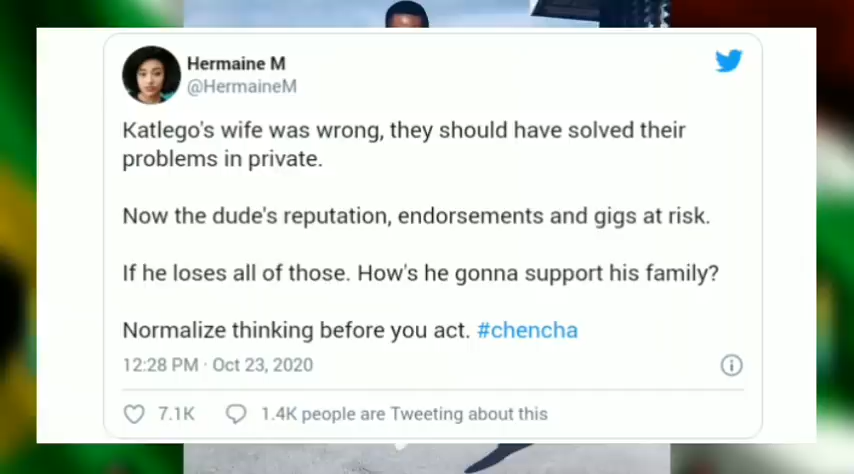 Hermaine M
@HermaineM
Katlego's wife was wrong, they should have solved their
problems in private.
Now the dude's reputation, endorsements and gigs at risk.
If he loses all of those. How's he gonna support his family?
Normalize thinking before you act. #chencha
12:28 PM · Oct 23, 2020
7.1K 1.4K people are Tweeting about this